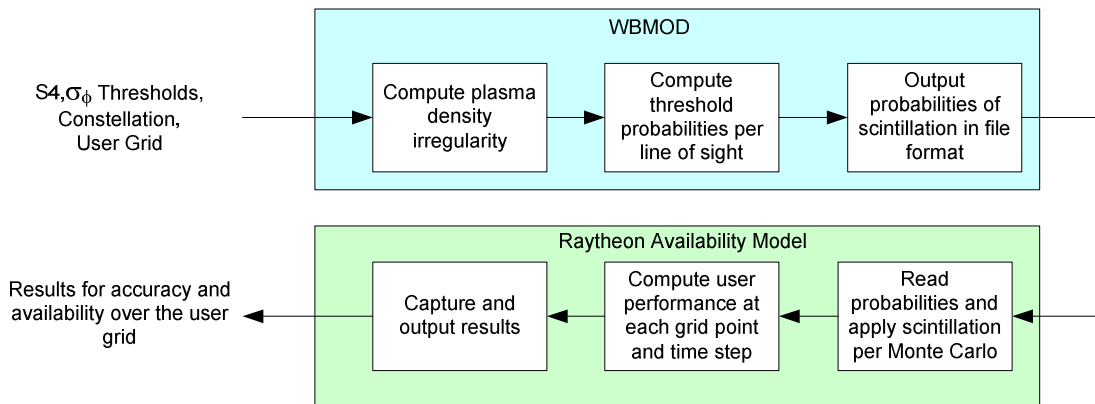 WBMOD
S4,σϕ Thresholds,
Constellation,
User Grid
Compute plasma
density
irregularity
Compute
threshold
probabilities per
line of sight
Output
probabilities of
scintillation in file
format
Raytheon Availability Model
Results for accuracy and
availability over the user
grid
Capture and
output results
Compute user
performance at
each grid point
and time step
Read
probabilities and
apply scintillation
per Monte Carlo